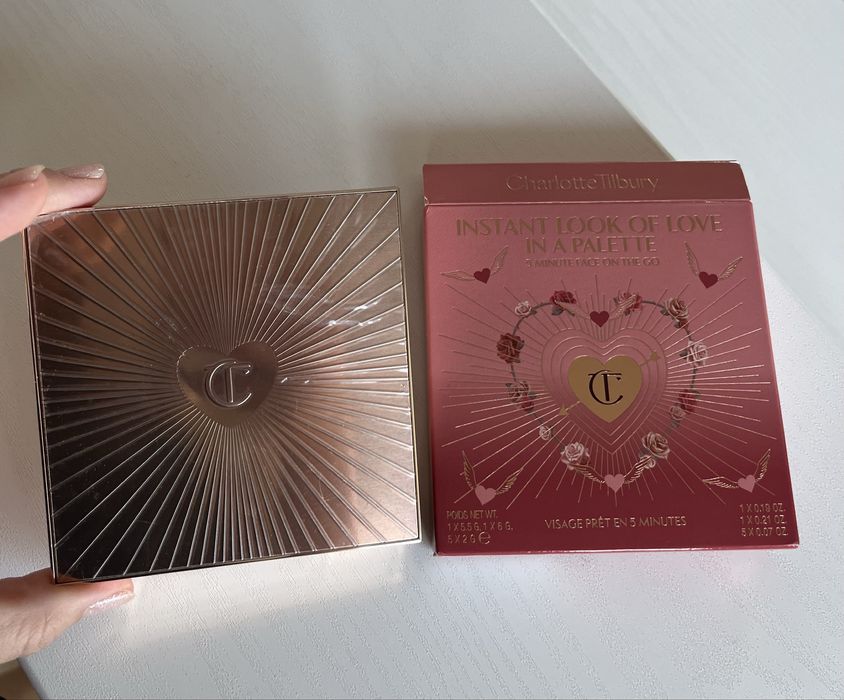 CT
Charlotte Tilbury
INSTANT LOOK OF LOVE
IN A PALETTE
5 MINUTE FACE ON THE GO
CT
POIDS NET WT.
1 X 5.5 G, 1 X 6 G,
5 X 2 G ℮
VISAGE PRÊT EN 5 MINUTES
1 X 0.19 OZ.
1 X 0.21 OZ.
5 X 0.07 OZ.